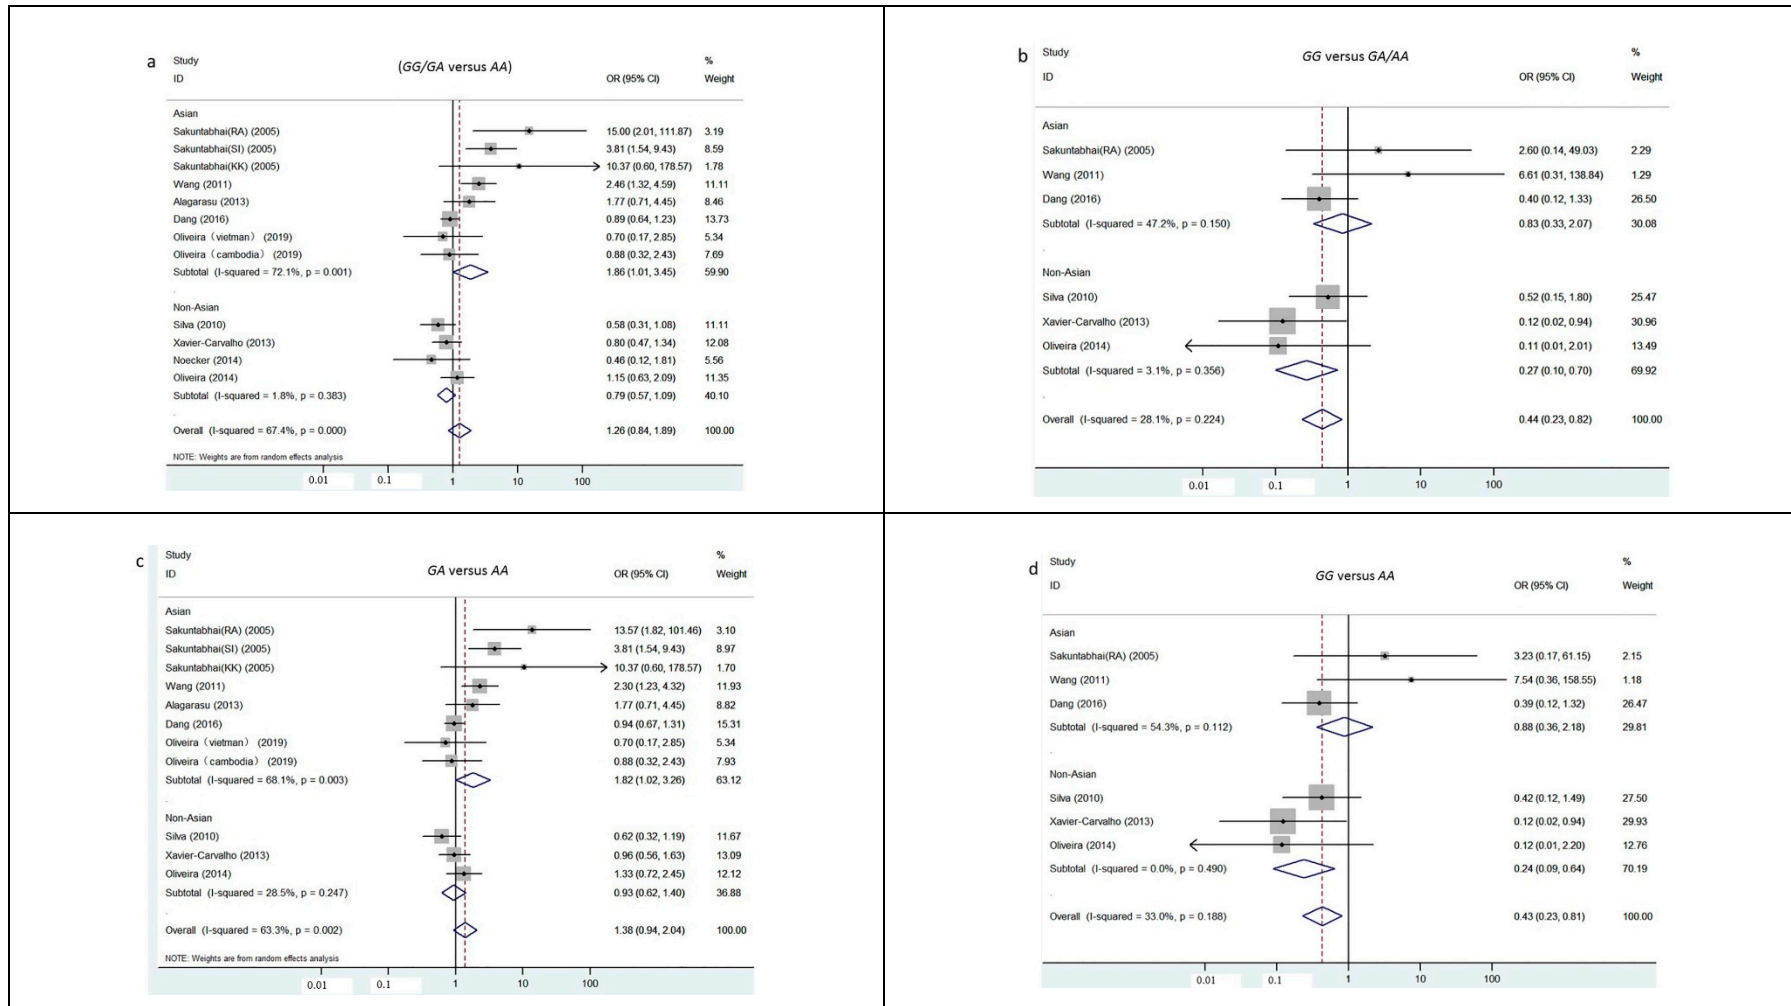 a
Study %
(GG/GA versus AA)
ID OR (95% CI) Weight
Asian
Sakuntabhai(RA) (2005) 15.00 (2.01, 111.87) 3.19
Sakuntabhai(SI) (2005) 3.81 (1.54, 9.43) 8.59
Sakuntabhai(KK) (2005) 10.37 (0.60, 178.57) 1.78
Wang (2011) 2.46 (1.32, 4.59) 11.11
Alagarasu (2013) 1.77 (0.71, 4.45) 8.46
Dang (2016) 0.89 (0.64, 1.23) 13.73
Oliveira（vietman） (2019) 0.70 (0.17, 2.85) 5.34
Oliveira（cambodia） (2019) 0.88 (0.32, 2.43) 7.69
Subtotal (I-squared = 72.1%, p = 0.001) 1.86 (1.01, 3.45) 59.90
.
Non-Asian
Silva (2010) 0.58 (0.31, 1.08) 11.11
Xavier-Carvalho (2013) 0.80 (0.47, 1.34) 12.08
Noecker (2014) 0.46 (0.12, 1.81) 5.56
Oliveira (2014) 1.15 (0.63, 2.09) 11.35
Subtotal (I-squared = 1.8%, p = 0.383) 0.79 (0.57, 1.09) 40.10
.
Overall (I-squared = 67.4%, p = 0.000) 1.26 (0.84, 1.89) 100.00
NOTE: Weights are from random effects analysis
0.01 0.1 1 10 100
b
Study %
GG versus GA/AA
ID OR (95% CI) Weight
Asian
Sakuntabhai(RA) (2005) 2.60 (0.14, 49.03) 2.29
Wang (2011) 6.61 (0.31, 138.84) 1.29
Dang (2016) 0.40 (0.12, 1.33) 26.50
Subtotal (I-squared = 47.2%, p = 0.150) 0.83 (0.33, 2.07) 30.08
.
Non-Asian
Silva (2010) 0.52 (0.15, 1.80) 25.47
Xavier-Carvalho (2013) 0.12 (0.02, 0.94) 30.96
Oliveira (2014) 0.11 (0.01, 2.01) 13.49
Subtotal (I-squared = 3.1%, p = 0.356) 0.27 (0.10, 0.70) 69.92
.
Overall (I-squared = 28.1%, p = 0.224) 0.44 (0.23, 0.82) 100.00
0.01 0.1 1 10 100
c
Study %
GA versus AA
ID OR (95% CI) Weight
Asian
Sakuntabhai(RA) (2005) 13.57 (1.82, 101.46) 3.10
Sakuntabhai(SI) (2005) 3.81 (1.54, 9.43) 8.97
Sakuntabhai(KK) (2005) 10.37 (0.60, 178.57) 1.70
Wang (2011) 2.30 (1.23, 4.32) 11.93
Alagarasu (2013) 1.77 (0.71, 4.45) 8.82
Dang (2016) 0.94 (0.67, 1.31) 15.31
Oliveira（vietman） (2019) 0.70 (0.17, 2.85) 5.34
Oliveira（cambodia） (2019) 0.88 (0.32, 2.43) 7.93
Subtotal (I-squared = 68.1%, p = 0.003) 1.82 (1.02, 3.26) 63.12
.
Non-Asian
Silva (2010) 0.62 (0.32, 1.19) 11.67
Xavier-Carvalho (2013) 0.96 (0.56, 1.63) 13.09
Oliveira (2014) 1.33 (0.72, 2.45) 12.12
Subtotal (I-squared = 28.5%, p = 0.247) 0.93 (0.62, 1.40) 36.88
.
Overall (I-squared = 63.3%, p = 0.002) 1.38 (0.94, 2.04) 100.00
NOTE: Weights are from random effects analysis
0.01 0.1 1 10 100
d
Study %
GG versus AA
ID OR (95% CI) Weight
Asian
Sakuntabhai(RA) (2005) 3.23 (0.17, 61.15) 2.15
Wang (2011) 7.54 (0.36, 158.55) 1.18
Dang (2016) 0.39 (0.12, 1.32) 26.47
Subtotal (I-squared = 54.3%, p = 0.112) 0.88 (0.36, 2.18) 29.81
.
Non-Asian
Silva (2010) 0.42 (0.12, 1.49) 27.50
Xavier-Carvalho (2013) 0.12 (0.02, 0.94) 29.93
Oliveira (2014) 0.12 (0.01, 2.20) 12.76
Subtotal (I-squared = 0.0%, p = 0.490) 0.24 (0.09, 0.64) 70.19
.
Overall (I-squared = 33.0%, p = 0.188) 0.43 (0.23, 0.81) 100.00
0.01 0.1 1 10 100